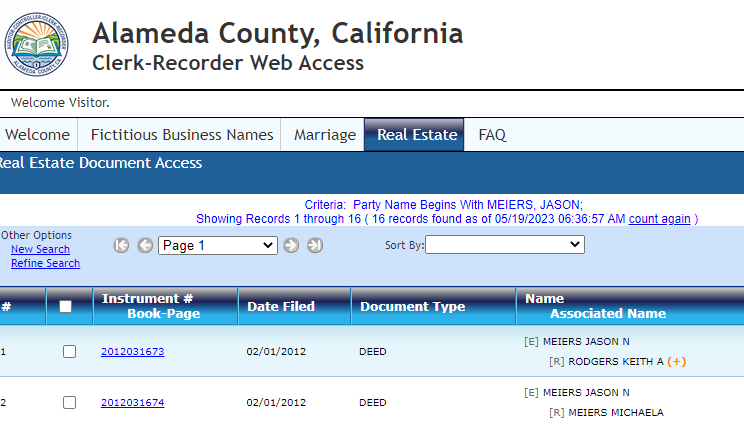 AUDITOR-CONTROLLER/CLERK-RECORDER
ALAMEDA COUNTY, CA
Alameda County, California
Clerk-Recorder Web Access
Welcome Visitor.
Welcome Fictitious Business Names Marriage Real Estate FAQ
Real Estate Document Access
Criteria: Party Name Begins With MEIERS, JASON;
Showing Records 1 through 16 ( 16 records found as of 05/19/2023 06:36:57 AM count again )
Other Options
New Search
Refine Search
Page 1 Sort By:
# Instrument # Date Filed Document Type Name
Book-Page Associated Name
1 2012031673 02/01/2012 DEED [E] MEIERS JASON N
[R] RODGERS KEITH A (+)
2 2012031674 02/01/2012 DEED [E] MEIERS JASON N
[R] MEIERS MICHAELA